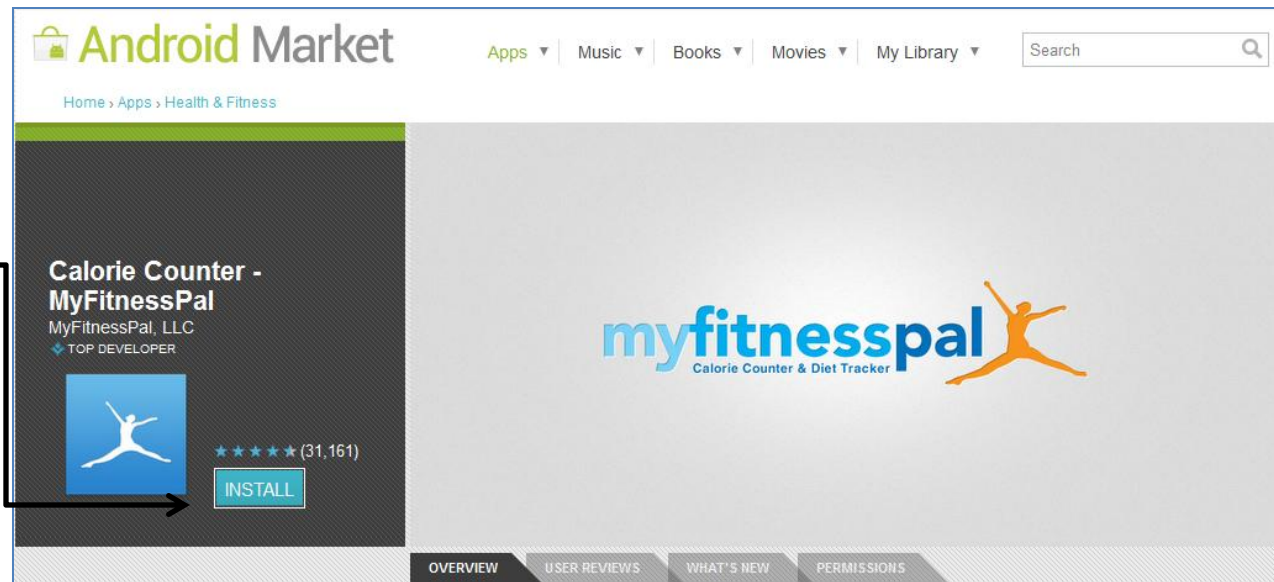 Android Market
Apps ▼ Music ▼ Books ▼ Movies ▼ My Library ▼ Search
Home › Apps › Health & Fitness
Calorie Counter -
MyFitnessPal
MyFitnessPal, LLC
TOP DEVELOPER
(31,161)
INSTALL
myfitnesspal
Calorie Counter & Diet Tracker
OVERVIEW USER REVIEWS WHAT'S NEW PERMISSIONS